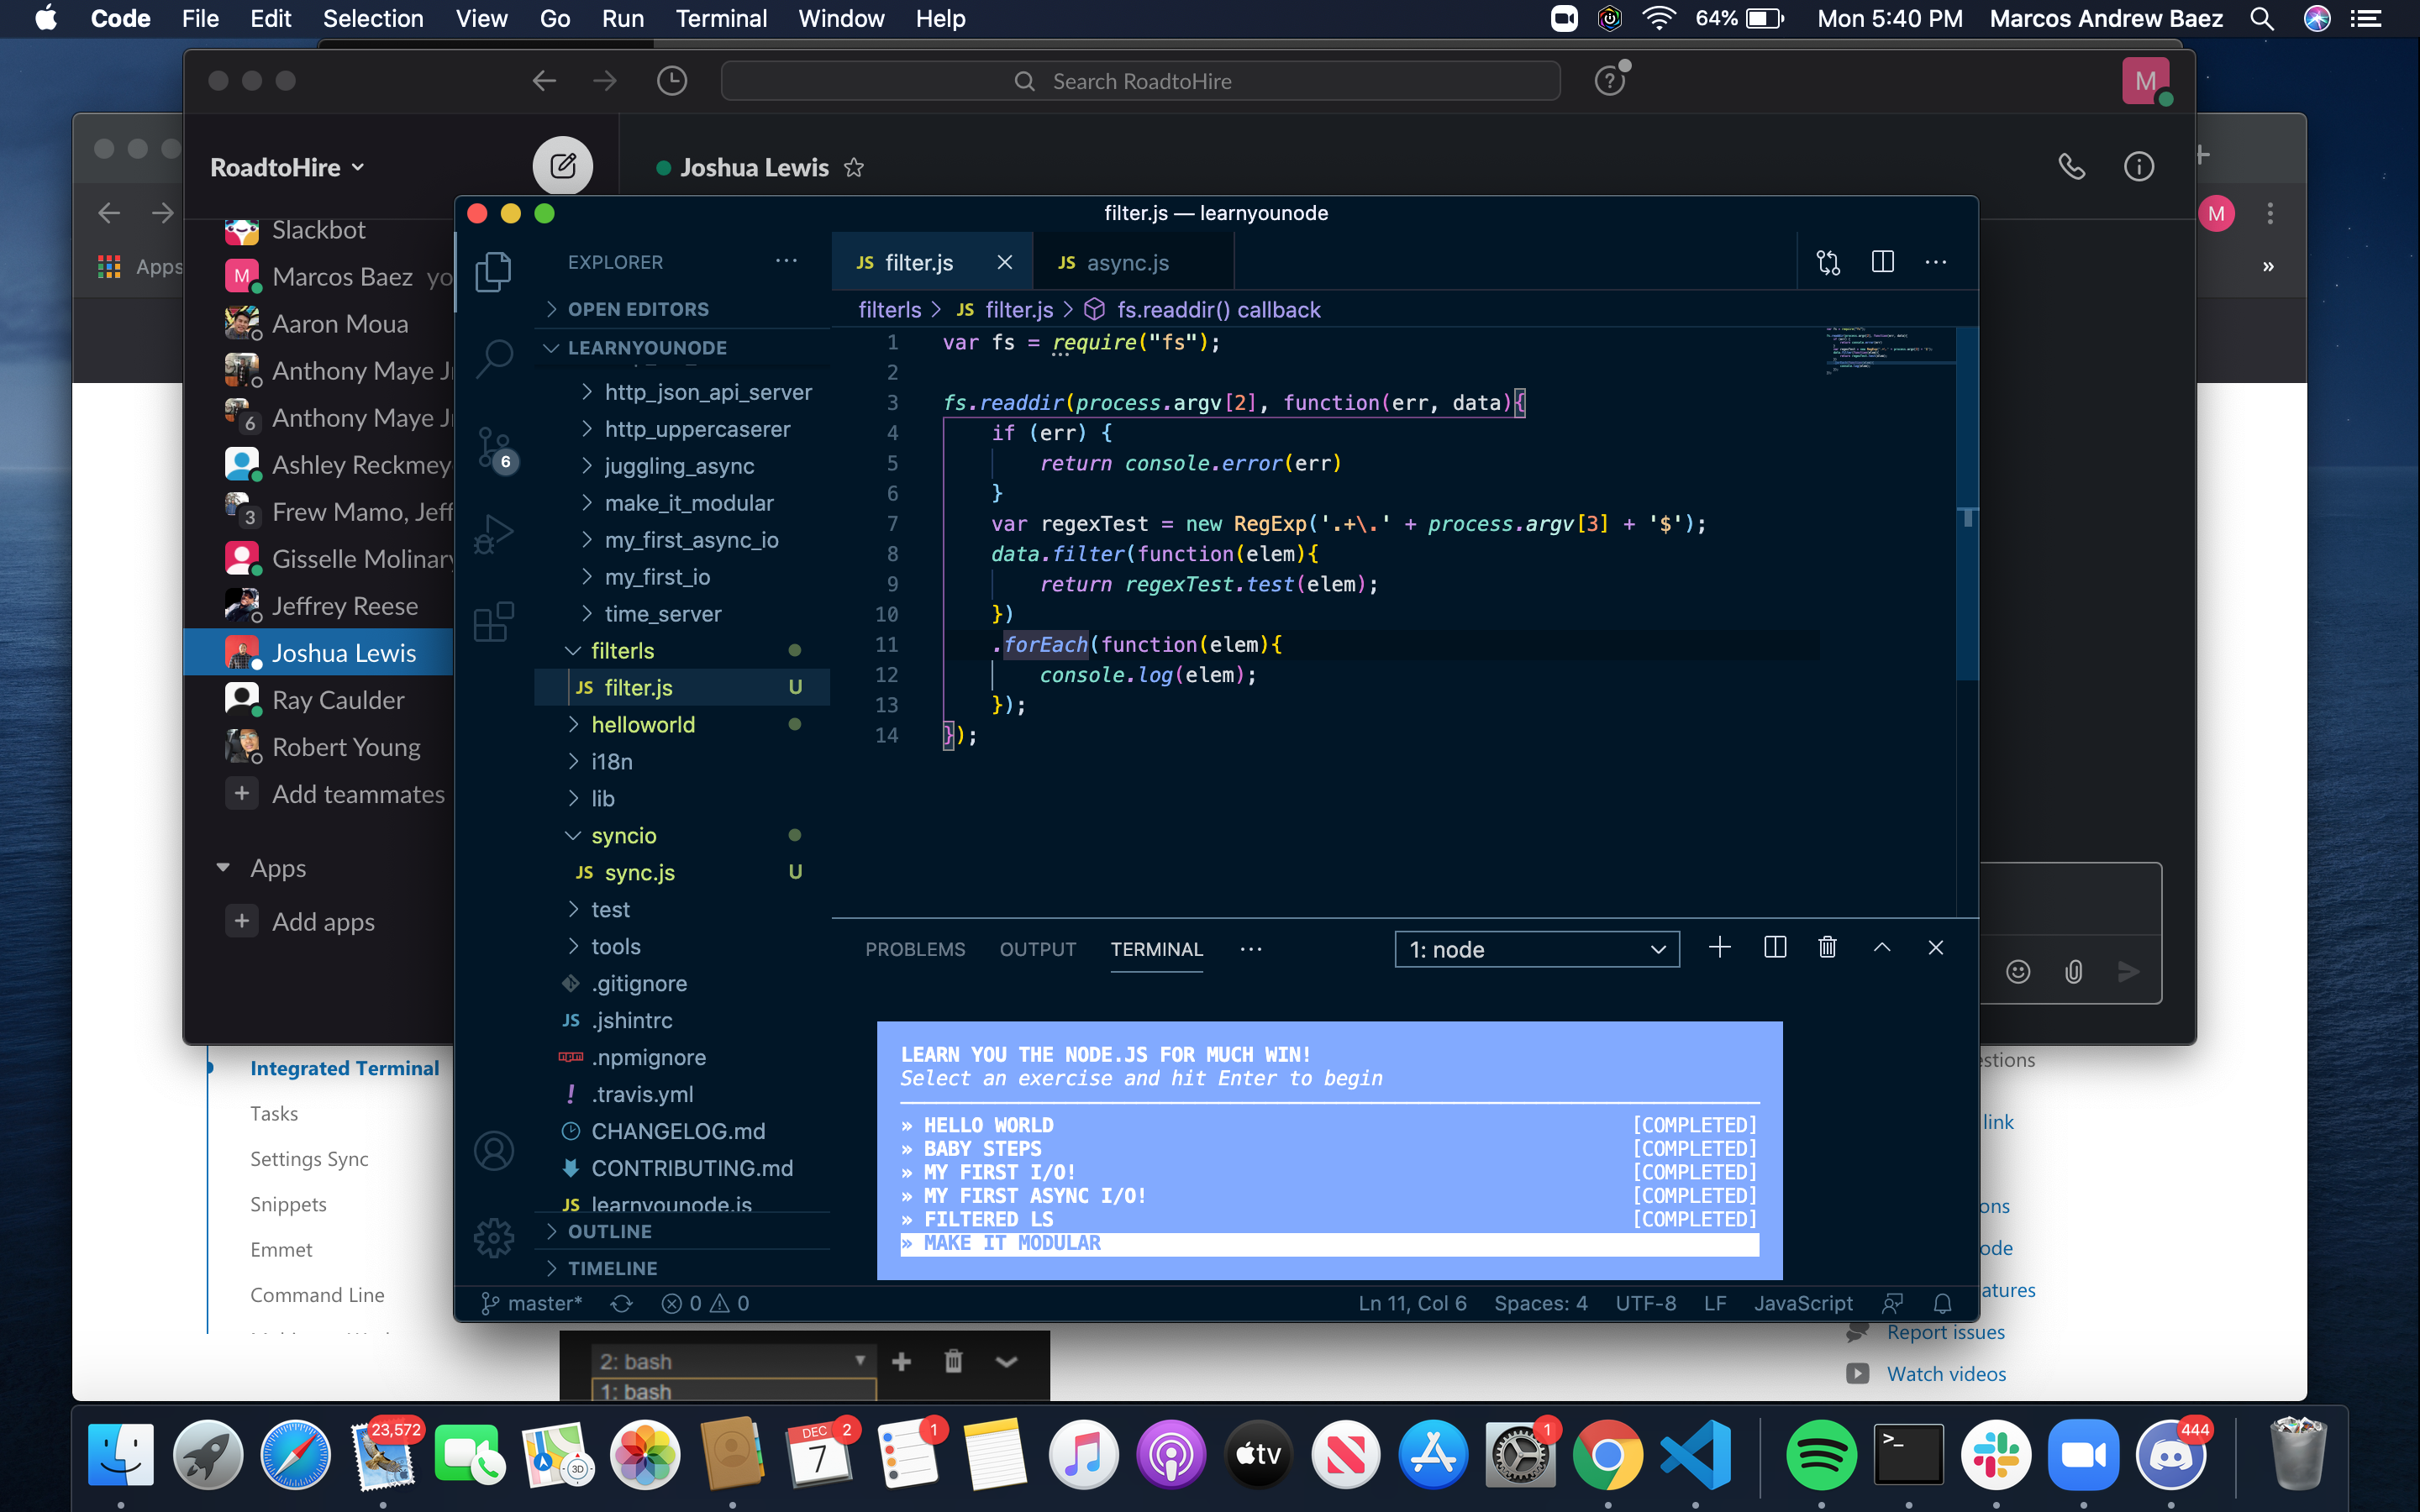 Code File Edit Selection View Go Run Terminal Window Help
64% Mon 5:40 PM Marcos Andrew Baez
Search RoadtoHire
M
RoadtoHire
Joshua Lewis
Apps
M
Slackbot
M Marcos Baez yo
Aaron Moua
Anthony Maye J
6 Anthony Maye J
Ashley Reckmey
3 Frew Mamo, Jeff
Gisselle Molinar
Jeffrey Reese
Joshua Lewis
Ray Caulder
Robert Young
+ Add teammates
Apps
+ Add apps
filter.js — learnyounode
EXPLORER
OPEN EDITORS
LEARNYOUNODE
http_json_api_server
http_uppercaserer
juggling_async
make_it_modular
my_first_async_io
my_first_io
time_server
filterls
JS filter.js U
helloworld
i18n
lib
syncio
JS sync.js U
test
tools
.gitignore
JS .jshintrc
.npmignore
! .travis.yml
CHANGELOG.md
CONTRIBUTING.md
JS learnyounode.js
OUTLINE
TIMELINE
6
JS filter.js JS async.js
filterls > JS filter.js > fs.readdir() callback
1 var fs = require("fs");
2
3 fs.readdir(process.argv[2], function(err, data){
4 if (err) {
5 return console.error(err)
6 }
7 var regexTest = new RegExp('.+\.' + process.argv[3] + '$');
8 data.filter(function(elem){
9 return regexTest.test(elem);
10 })
11 .forEach(function(elem){
12 console.log(elem);
13 });
14 });
PROBLEMS OUTPUT TERMINAL ··· 1: node
LEARN YOU THE NODE.JS FOR MUCH WIN!
Select an exercise and hit Enter to begin
» HELLO WORLD [COMPLETED]
» BABY STEPS [COMPLETED]
» MY FIRST I/O! [COMPLETED]
» MY FIRST ASYNC I/O! [COMPLETED]
» FILTERED LS [COMPLETED]
» MAKE IT MODULAR
master* 0 0 Ln 11, Col 6 Spaces: 4 UTF-8 LF JavaScript
Integrated Terminal
Tasks
Settings Sync
Snippets
Emmet
Command Line
estions
link
ons
ode
atures
Report issues
Watch videos
2: bash
1: bash
23,572
3D
DEC
7
2
1
tv
1
>_
444